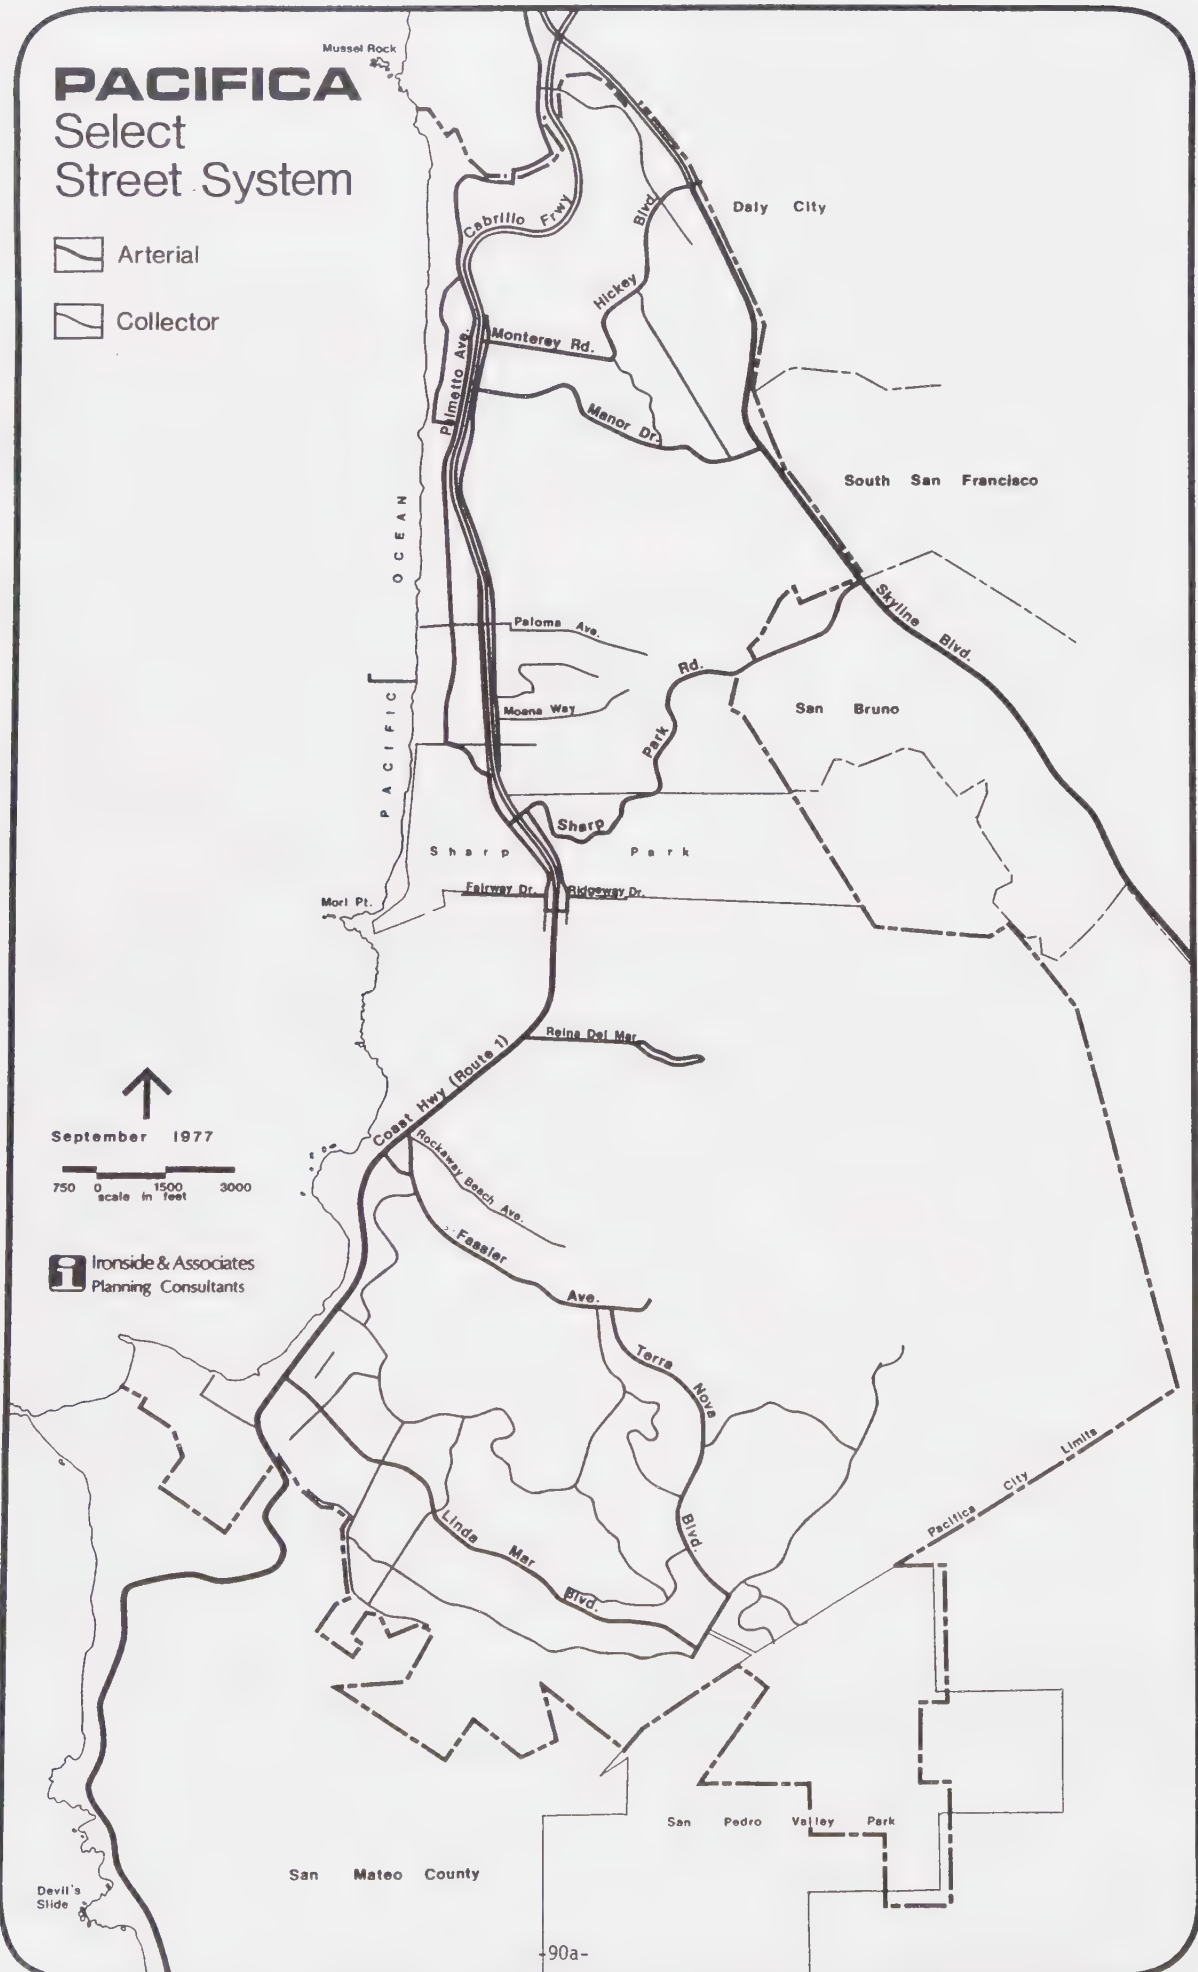 Mussel Rock
PACIFICA
Select
Street System
Arterial
Collector
Daly City
Cabrillo Frwy
Hickey Blvd.
Monterey Rd.
Palmetto Ave.
Manor Dr.
South San Francisco
PACIFIC OCEAN
Skyline Blvd.
Paloma Ave.
Moana Way
Sharp Park Rd.
San Bruno
Sharp Park
Fairway Dr.
Ridgeway Dr.
Mori Pt.
Reina Del Mar
Coast Hwy (Route 1)
Rockaway Beach Ave.
September 1977
750 0 1500 3000
scale in feet
Ironside & Associates
Planning Consultants
Fassler Ave.
Terra Nova Blvd.
Linda Mar Blvd.
Pacifica City Limits
San Pedro Valley Park
San Mateo County
Devil's
Slide
-90a-